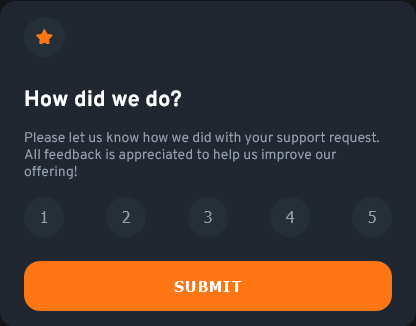 How did we do?
Please let us know how we did with your support request.
All feedback is appreciated to help us improve our
offering!
1 2 3 4 5
SUBMIT